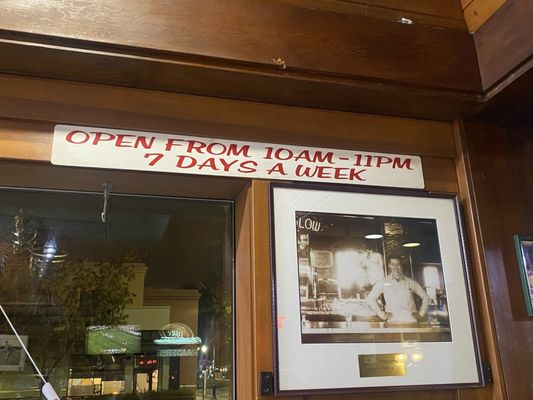 OPEN FROM 10AM-11PM
7 DAYS A WEEK
LOW